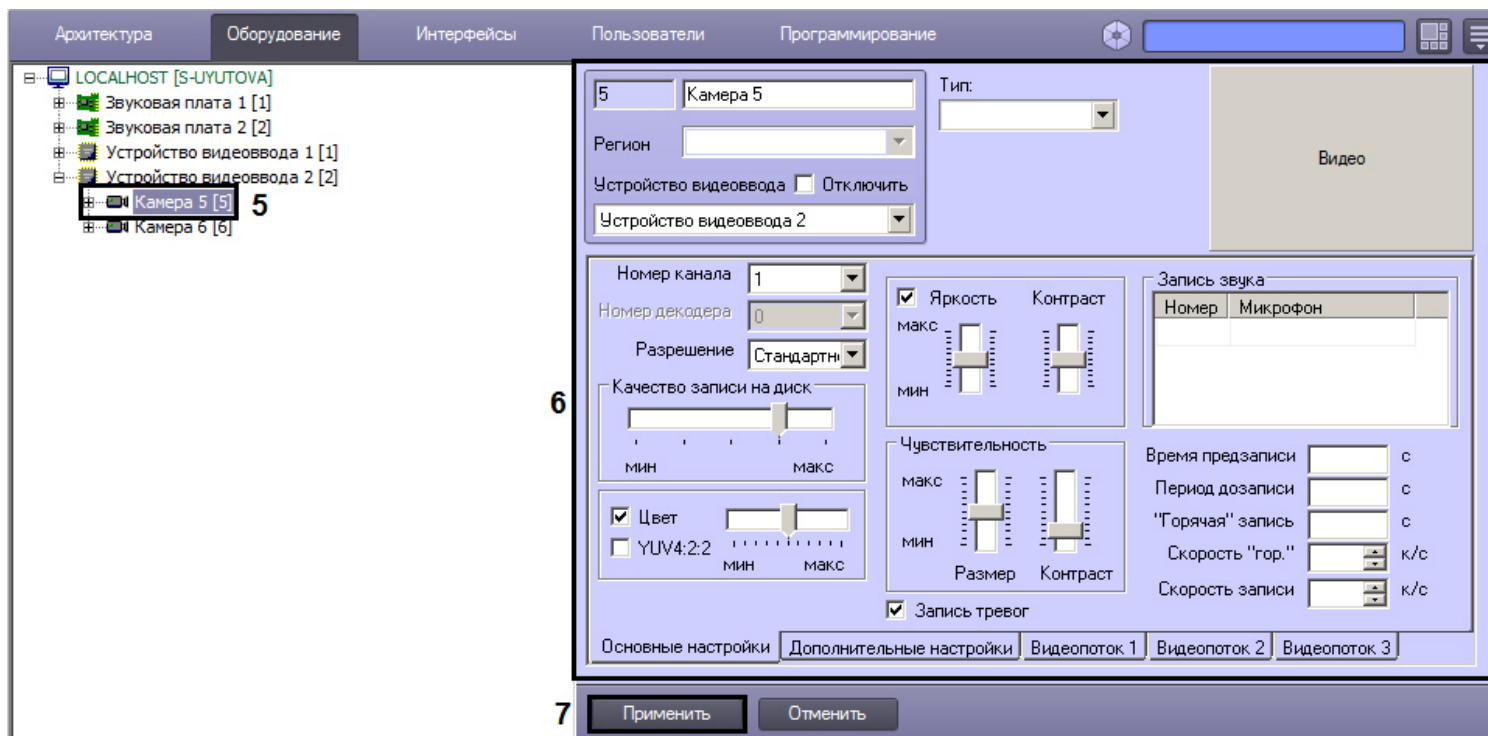 Архитектура Оборудование Интерфейсы Пользователи Программирование
LOCALHOST [S-UYUTOVA]
Звуковая плата 1 [1]
Звуковая плата 2 [2]
Устройство видеоввода 1 [1]
Устройство видеоввода 2 [2]
Камера 5 [5]
5
Камера 6 [6]
5 Камера 5
Тип:
Регион
Устройство видеоввода Отключить
Устройство видеоввода 2
Видео
6
Номер канала 1
Номер декодера 0
Разрешение Стандартн
Качество записи на диск
мин макс
Цвет
YUV4:2:2
мин макс
Яркость Контраст
макс
мин
Чувствительность
макс
мин
Размер Контраст
Запись тревог
Запись звука
Номер Микрофон
Время предзаписи с
Период дозаписи с
"Горячая" запись с
Скорость "гор." к/с
Скорость записи к/с
Основные настройки Дополнительные настройки Видеопоток 1 Видеопоток 2 Видеопоток 3
7
Применить Отменить